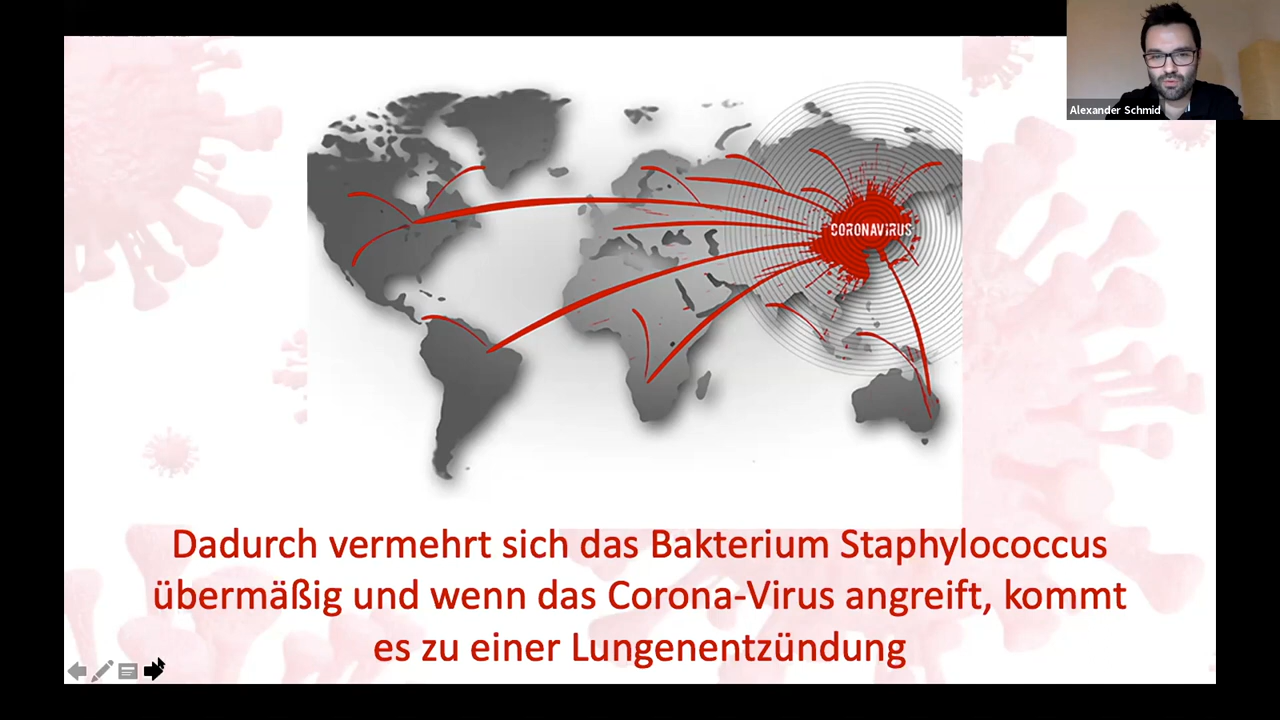 Alexander Schmid
CORONAVIRUS
Dadurch vermehrt sich das Bakterium Staphylococcus
übermäßig und wenn das Corona-Virus angreift, kommt
es zu einer Lungenentzündung